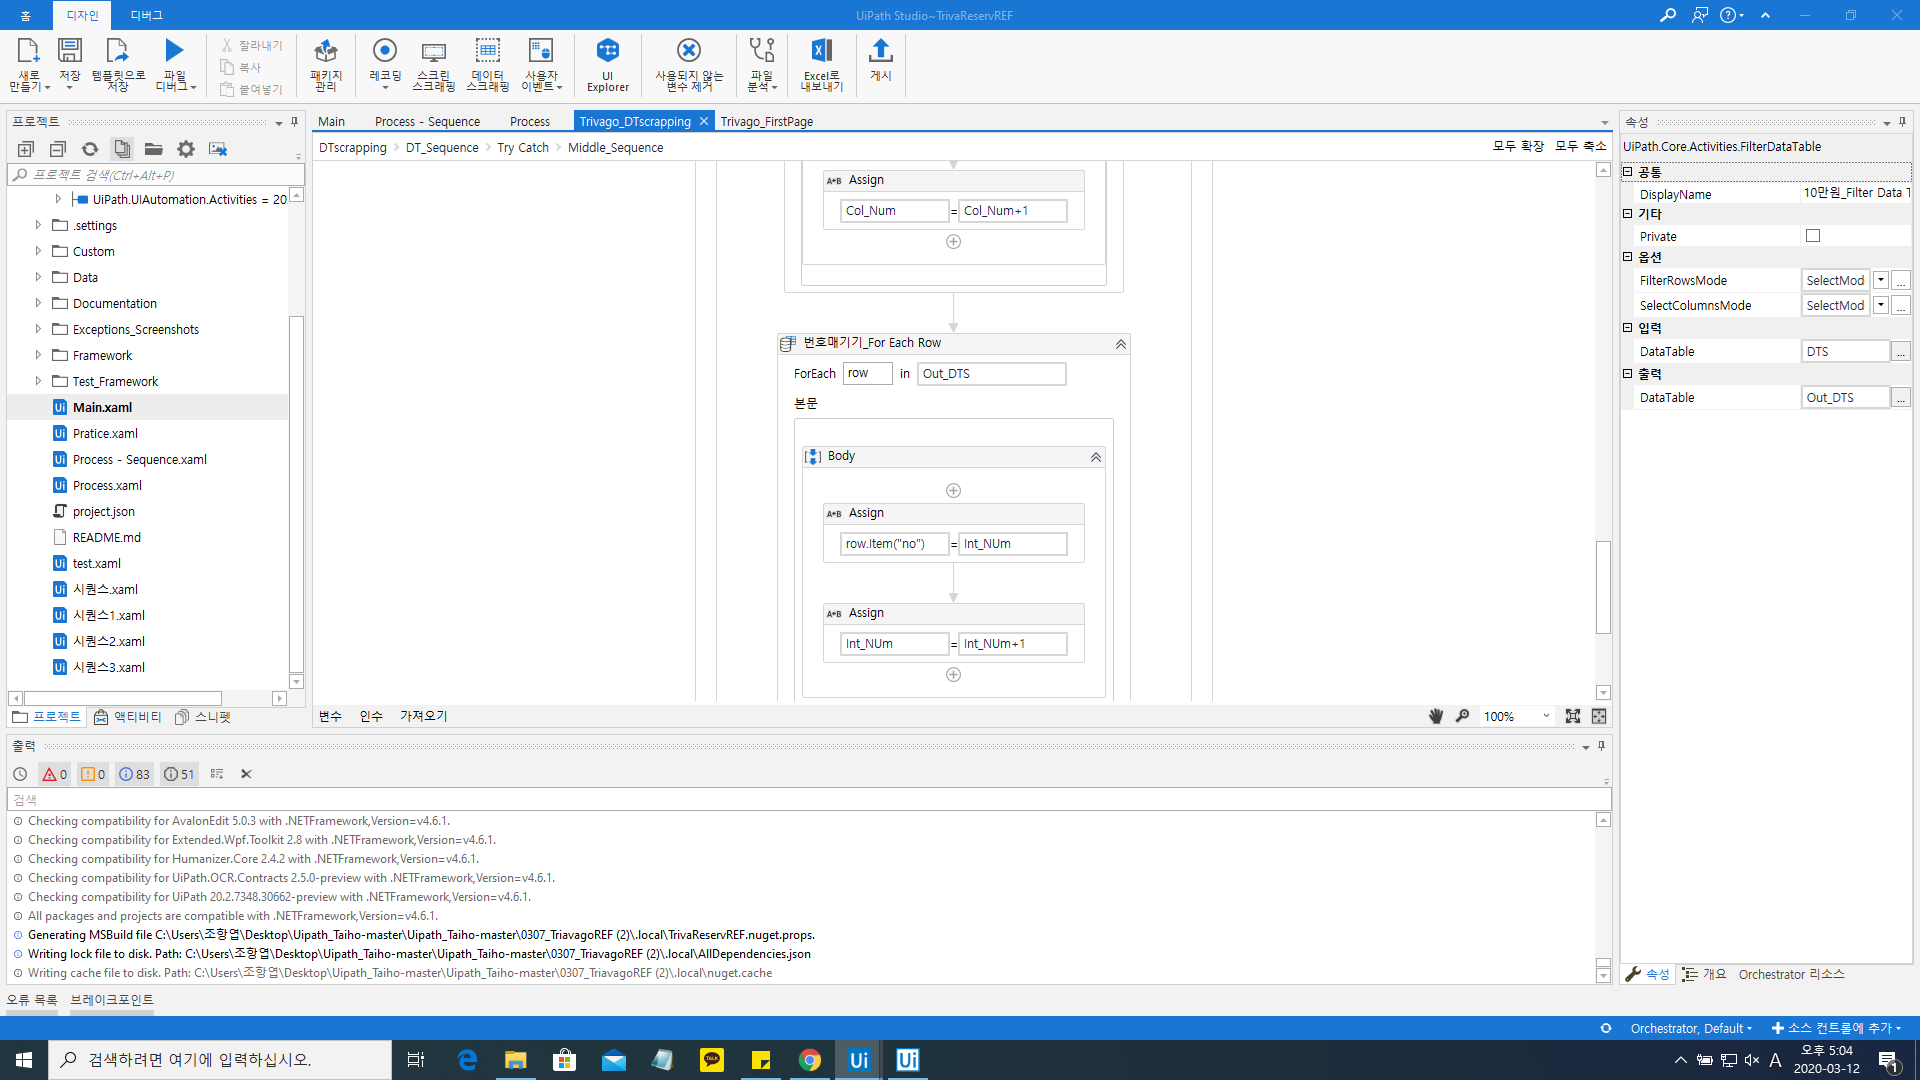 홈 디자인 디버그 UiPath Studio~TrivaReservREF
새로 만들기 저장 템플릿으로 저장 파일 디버그 잘라내기 복사 붙여넣기 패키지 관리 레코딩 스크린 스크래핑 데이터 스크래핑 사용자 이벤트 UI Explorer 사용되지 않는 변수 제거 파일 분석 Excel로 내보내기 게시
프로젝트
프로젝트 검색(Ctrl+Alt+P)
UiPath.UIAutomation.Activities = 20
.settings
Custom
Data
Documentation
Exceptions_Screenshots
Framework
Test_Framework
Main.xaml
Pratice.xaml
Process - Sequence.xaml
Process.xaml
project.json
README.md
test.xaml
시퀀스.xaml
시퀀스1.xaml
시퀀스2.xaml
시퀀스3.xaml
프로젝트 액티비티 스니펫
Main Process - Sequence Process Trivago_DTscrapping Trivago_FirstPage
DTscrapping DT_Sequence Try Catch Middle_Sequence 모두 확장 모두 축소
A+B Assign
Col_Num = Col_Num+1
번호매기기_For Each Row
ForEach row in Out_DTS
본문
Body
A+B Assign
row.Item("no") = Int_NUm
A+B Assign
Int_NUm = Int_NUm+1
변수 인수 가져오기 100%
속성
UiPath.Core.Activities.FilterDataTable
공통
DisplayName 10만원_Filter Data T
기타
Private
옵션
FilterRowsMode SelectMod ...
SelectColumnsMode SelectMod ...
입력
DataTable DTS ...
출력
DataTable Out_DTS ...
속성 개요 Orchestrator 리소스
출력
0 0 83 51
검색
Checking compatibility for AvalonEdit 5.0.3 with .NETFramework,Version=v4.6.1.
Checking compatibility for Extended.Wpf.Toolkit 2.8 with .NETFramework,Version=v4.6.1.
Checking compatibility for Humanizer.Core 2.4.2 with .NETFramework,Version=v4.6.1.
Checking compatibility for UiPath.OCR.Contracts 2.5.0-preview with .NETFramework,Version=v4.6.1.
Checking compatibility for UiPath 20.2.7348.30662-preview with .NETFramework,Version=v4.6.1.
All packages and projects are compatible with .NETFramework,Version=v4.6.1.
Generating MSBuild file C:\Users\조항엽\Desktop\Uipath_Taiho-master\Uipath_Taiho-master\0307_TriavagoREF (2)\.local\TrivaReservREF.nuget.props.
Writing lock file to disk. Path: C:\Users\조항엽\Desktop\Uipath_Taiho-master\Uipath_Taiho-master\0307_TriavagoREF (2)\.local\AllDependencies.json
Writing cache file to disk. Path: C:\Users\조항엽\Desktop\Uipath_Taiho-master\Uipath_Taiho-master\0307_TriavagoREF (2)\.local\nuget.cache
오류 목록 브레이크포인트
Orchestrator, Default 소스 컨트롤에 추가
검색하려면 여기에 입력하십시오. TALK Ui Ui A 오후 5:04
2020-03-12 1